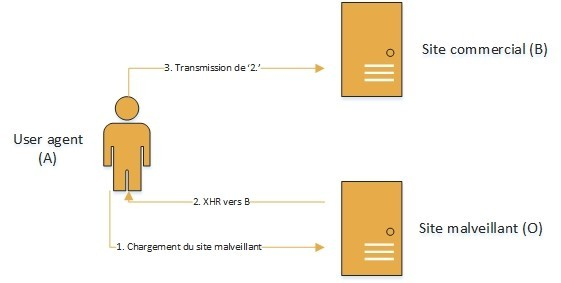 Site commercial (B)
3. Transmission de ‘2.’
User agent
(A)
2. XHR vers B
Site malveillant (O)
1. Chargement du site malveillant